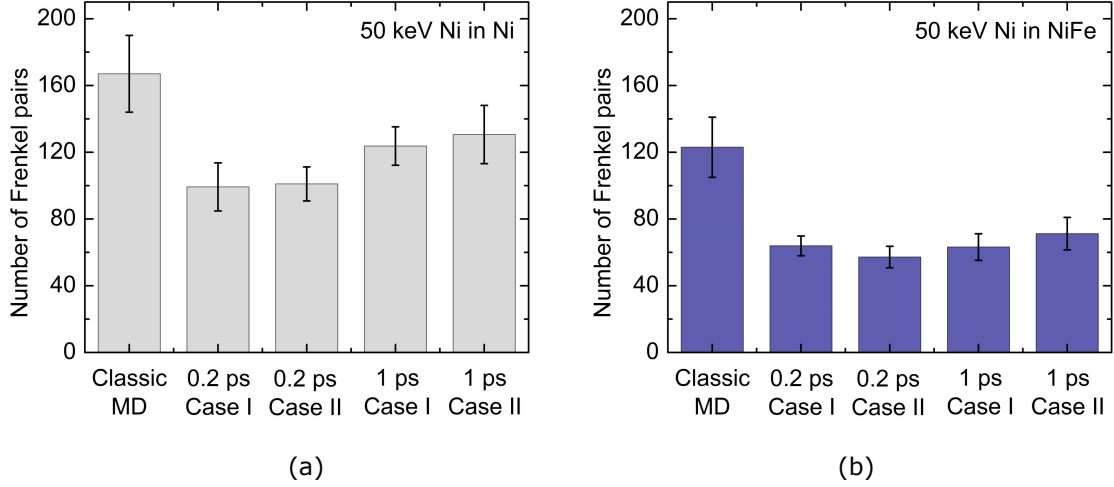 50 keV Ni in Ni
Number of Frenkel pairs
200
160
120
80
40
0
Classic MD
0.2 ps Case I
0.2 ps Case II
1 ps Case I
1 ps Case II
(a)
50 keV Ni in NiFe
Number of Frenkel pairs
200
160
120
80
40
0
Classic MD
0.2 ps Case I
0.2 ps Case II
1 ps Case I
1 ps Case II
(b)